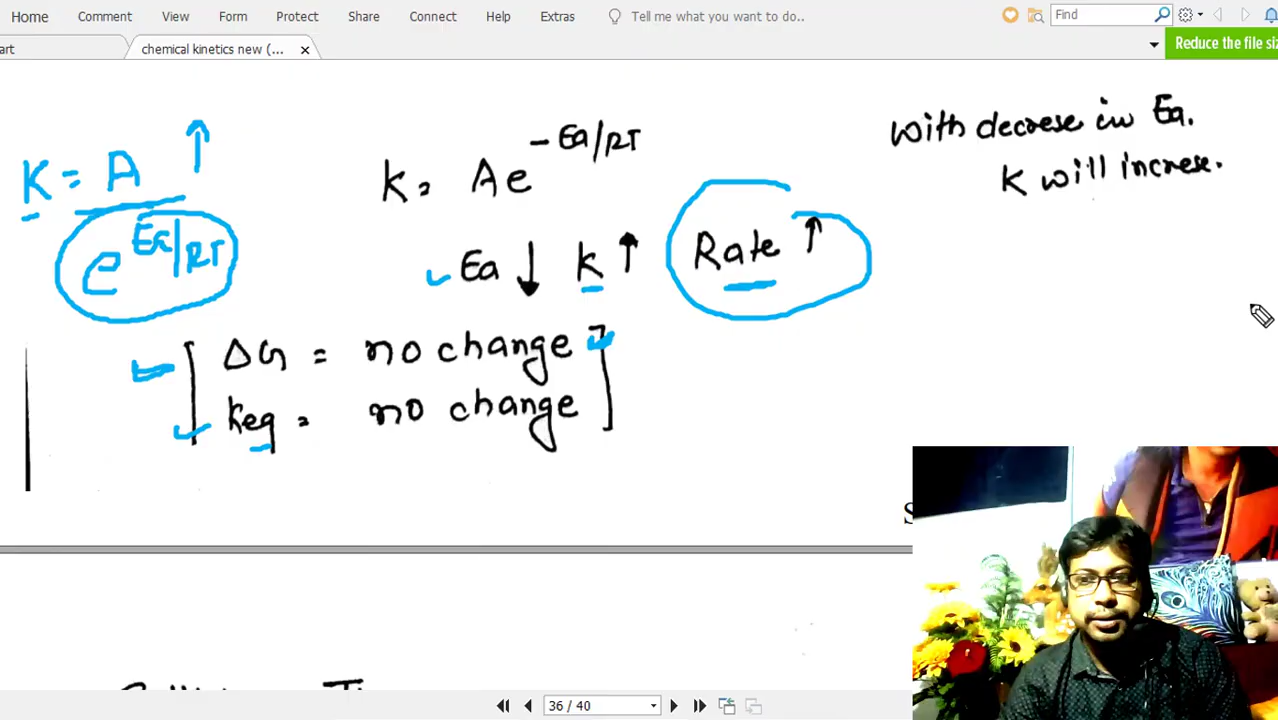 Home Comment View Form Protect Share Connect Help Extras Tell me what you want to do.. Find
art chemical kinetics new (... Reduce the file siz
K = A ↑
e^Ea/RT
k = Ae^-Ea/RT
with decrese in Ea.
K will increse.
Ea ↓ k ↑ Rate ↑
ΔG = no change
Keq = no change
S
36 / 40